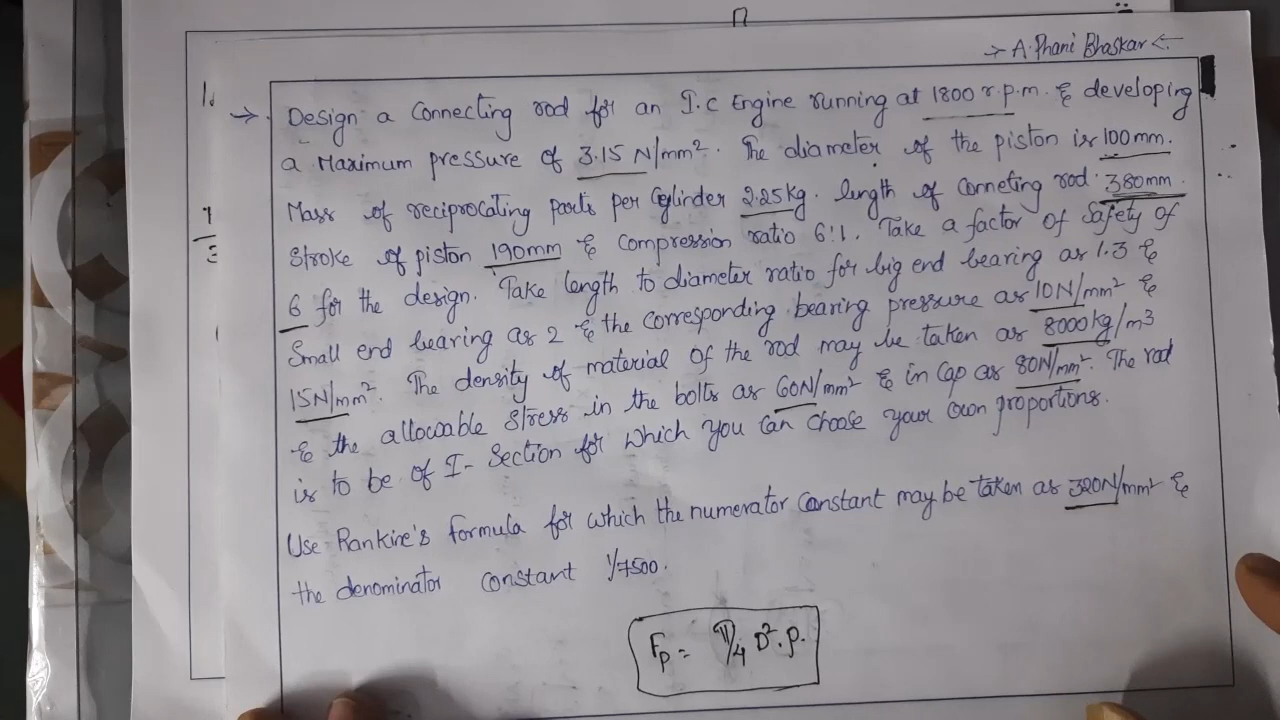 → A. Phani Bhaskar ←
1.
→. Design a Connecting rod for an I.C Engine running at 1800 r.p.m. & developing
a Maximum pressure of 3.15 N/mm². The diameter of the piston is 100mm.
Mass of reciprocating parts per Cylinder 2.25kg. length of Conneting rod 380mm
Stroke of piston 190mm & Compression ratio 6:1. Take a factor of Safety of
6 for the design. Take length to diameter ratio for big end bearing as 1.3 &
Small end bearing as 2 & the corresponding bearing pressure as 10N/mm² &
15N/mm². The density of material of the rod may be taken as 8000kg/m3
& the allowable Stress in the bolts as 60N/mm² & in Cap as 80N/mm². The rod
is to be of I- Section for which you Can Choose your Own proportions.
Use Rankine's formula for which the numerator Constant may be taken as 320N/mm² &
the denominator Constant 1/7500.
Fp = π/4 D². p.